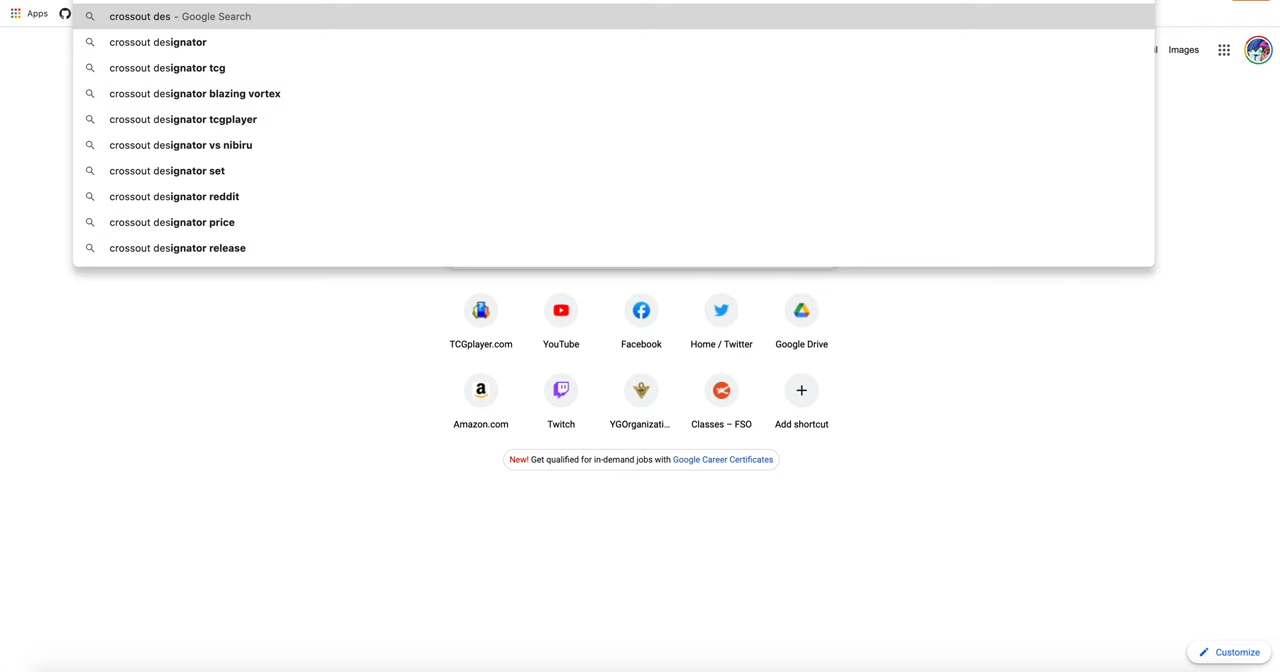 Apps
crossout des - Google Search
crossout designator
crossout designator tcg
crossout designator blazing vortex
crossout designator tcgplayer
crossout designator vs nibiru
crossout designator set
crossout designator reddit
crossout designator price
crossout designator release
Images
TCGplayer.com
YouTube
Facebook
Home / Twitter
Google Drive
Amazon.com
Twitch
YGOrganizati...
Classes – FSO
Add shortcut
New! Get qualified for in-demand jobs with Google Career Certificates
Customize